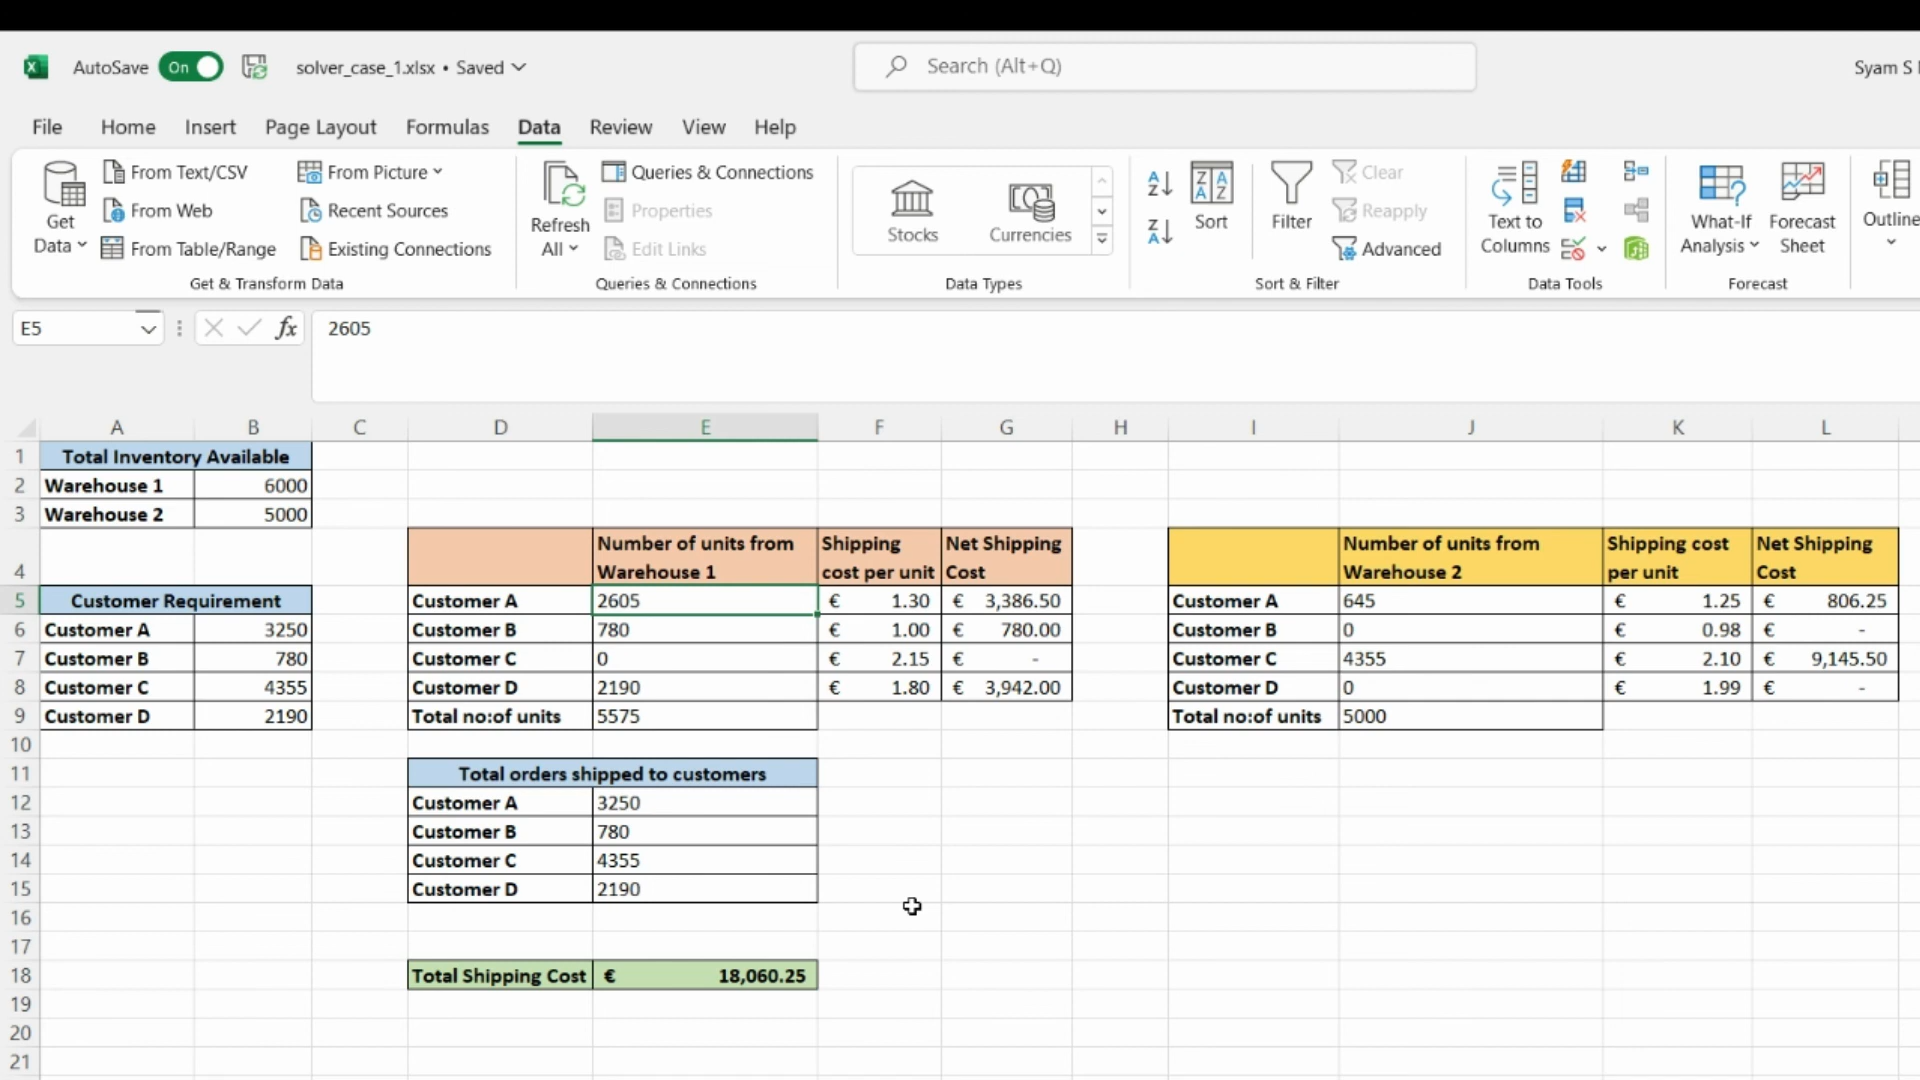 AutoSave On solver_case_1.xlsx • Saved Search (Alt+Q) Syam S
File Home Insert Page Layout Formulas Data Review View Help
Get Data
From Text/CSV
From Web
From Table/Range
From Picture
Recent Sources
Existing Connections
Get & Transform Data
Refresh All
Queries & Connections
Properties
Edit Links
Queries & Connections
Stocks
Currencies
Data Types
Sort
Filter
Clear
Reapply
Advanced
Sort & Filter
Text to
Columns
Data Tools
What-If
Analysis
Forecast
Sheet
Forecast
Outline
E5 fx 2605
A B C D E F G H I J K L
1 Total Inventory Available
2 Warehouse 1 6000
3 Warehouse 2 5000
4 Number of units from Warehouse 1 Shipping cost per unit Net Shipping Cost Number of units from Warehouse 2 Shipping cost per unit Net Shipping Cost
5 Customer Requirement Customer A 2605 € 1.30 € 3,386.50 Customer A 645 € 1.25 € 806.25
6 Customer A 3250 Customer B 780 € 1.00 € 780.00 Customer B 0 € 0.98 € -
7 Customer B 780 Customer C 0 € 2.15 € - Customer C 4355 € 2.10 € 9,145.50
8 Customer C 4355 Customer D 2190 € 1.80 € 3,942.00 Customer D 0 € 1.99 € -
9 Customer D 2190 Total no:of units 5575 Total no:of units 5000
10
11 Total orders shipped to customers
12 Customer A 3250
13 Customer B 780
14 Customer C 4355
15 Customer D 2190
16
17
18 Total Shipping Cost € 18,060.25
19
20
21